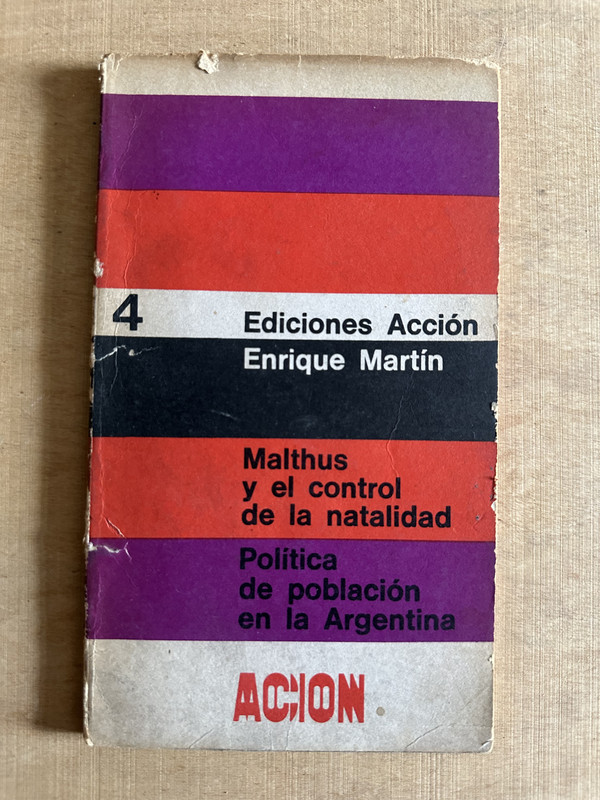 4
Ediciones Acción
Enrique Martín
Malthus
y el control
de la natalidad
Política
de población
en la Argentina
ACCION